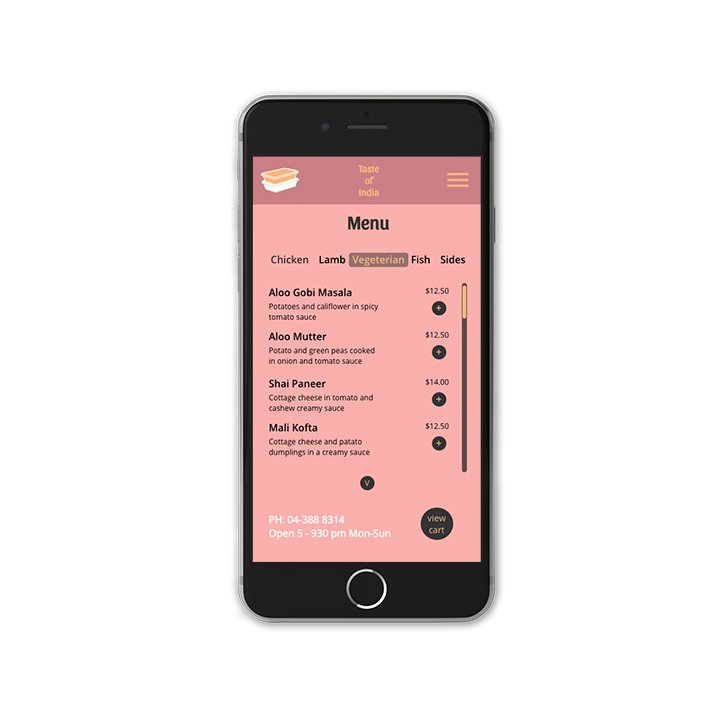 Taste
of
India
Menu
Chicken Lamb Vegeterian Fish Sides
Aloo Gobi Masala $12.50
Potatoes and califlower in spicy
tomato sauce
+
Aloo Mutter $12.50
Potato and green peas cooked
in onion and tomato sauce
+
Shai Paneer $14.00
Cottage cheese in tomato and
cashew creamy sauce
+
Mali Kofta $12.50
Cottage cheese and patato
dumplings in a creamy sauce
+
V
PH: 04-388 8314
Open 5 - 930 pm Mon-Sun
view
cart